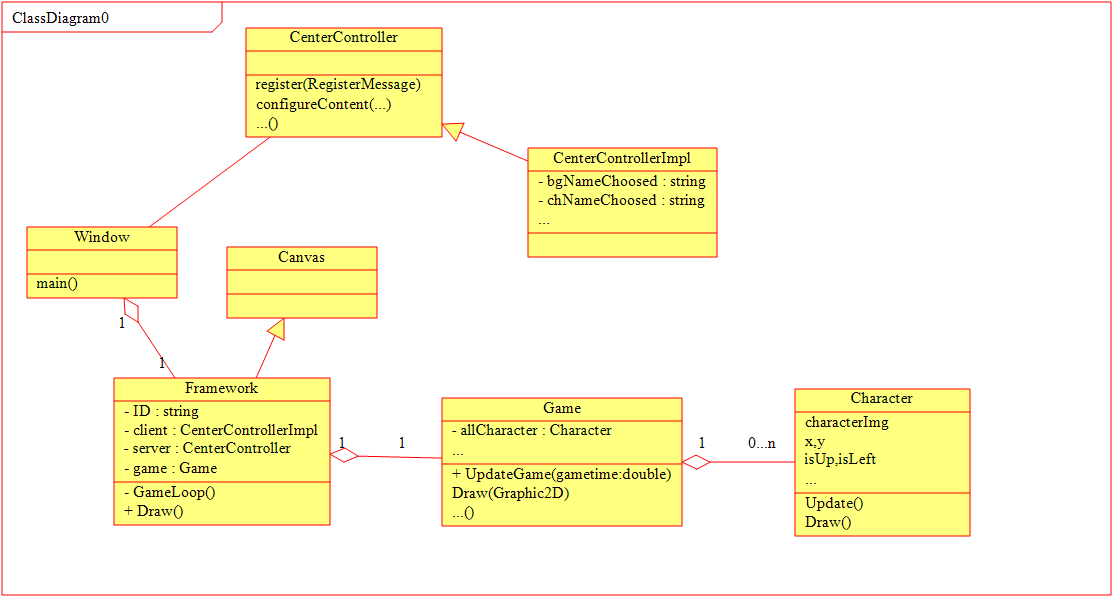 ClassDiagram0
CenterController
register(RegisterMessage)
configureContent(...)
...()
CenterControllerImpl
- bgNameChoosed : string
- chNameChoosed : string
...
Window
main()
Canvas
1
1
Framework
- ID : string
- client : CenterControllerImpl
- server : CenterController
- game : Game
- GameLoop()
+ Draw()
1
1
Game
- allCharacter : Character
...
+ UpdateGame(gametime:double)
Draw(Graphic2D)
...()
1
0...n
Character
characterImg
x,y
isUp,isLeft
...
Update()
Draw()